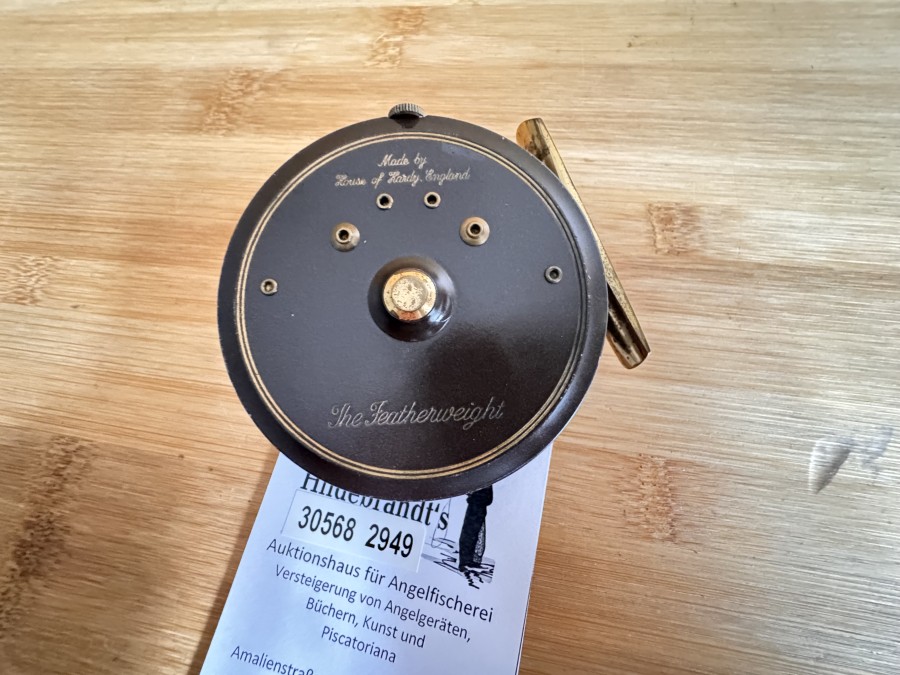 Made by
House of Hardy. England
The Featherweight
Hildebrandt's
30568 2949
Auktionshaus für Angelfischerei
Versteigerung von Angelgeräten,
Büchern, Kunst und
Piscatoriana